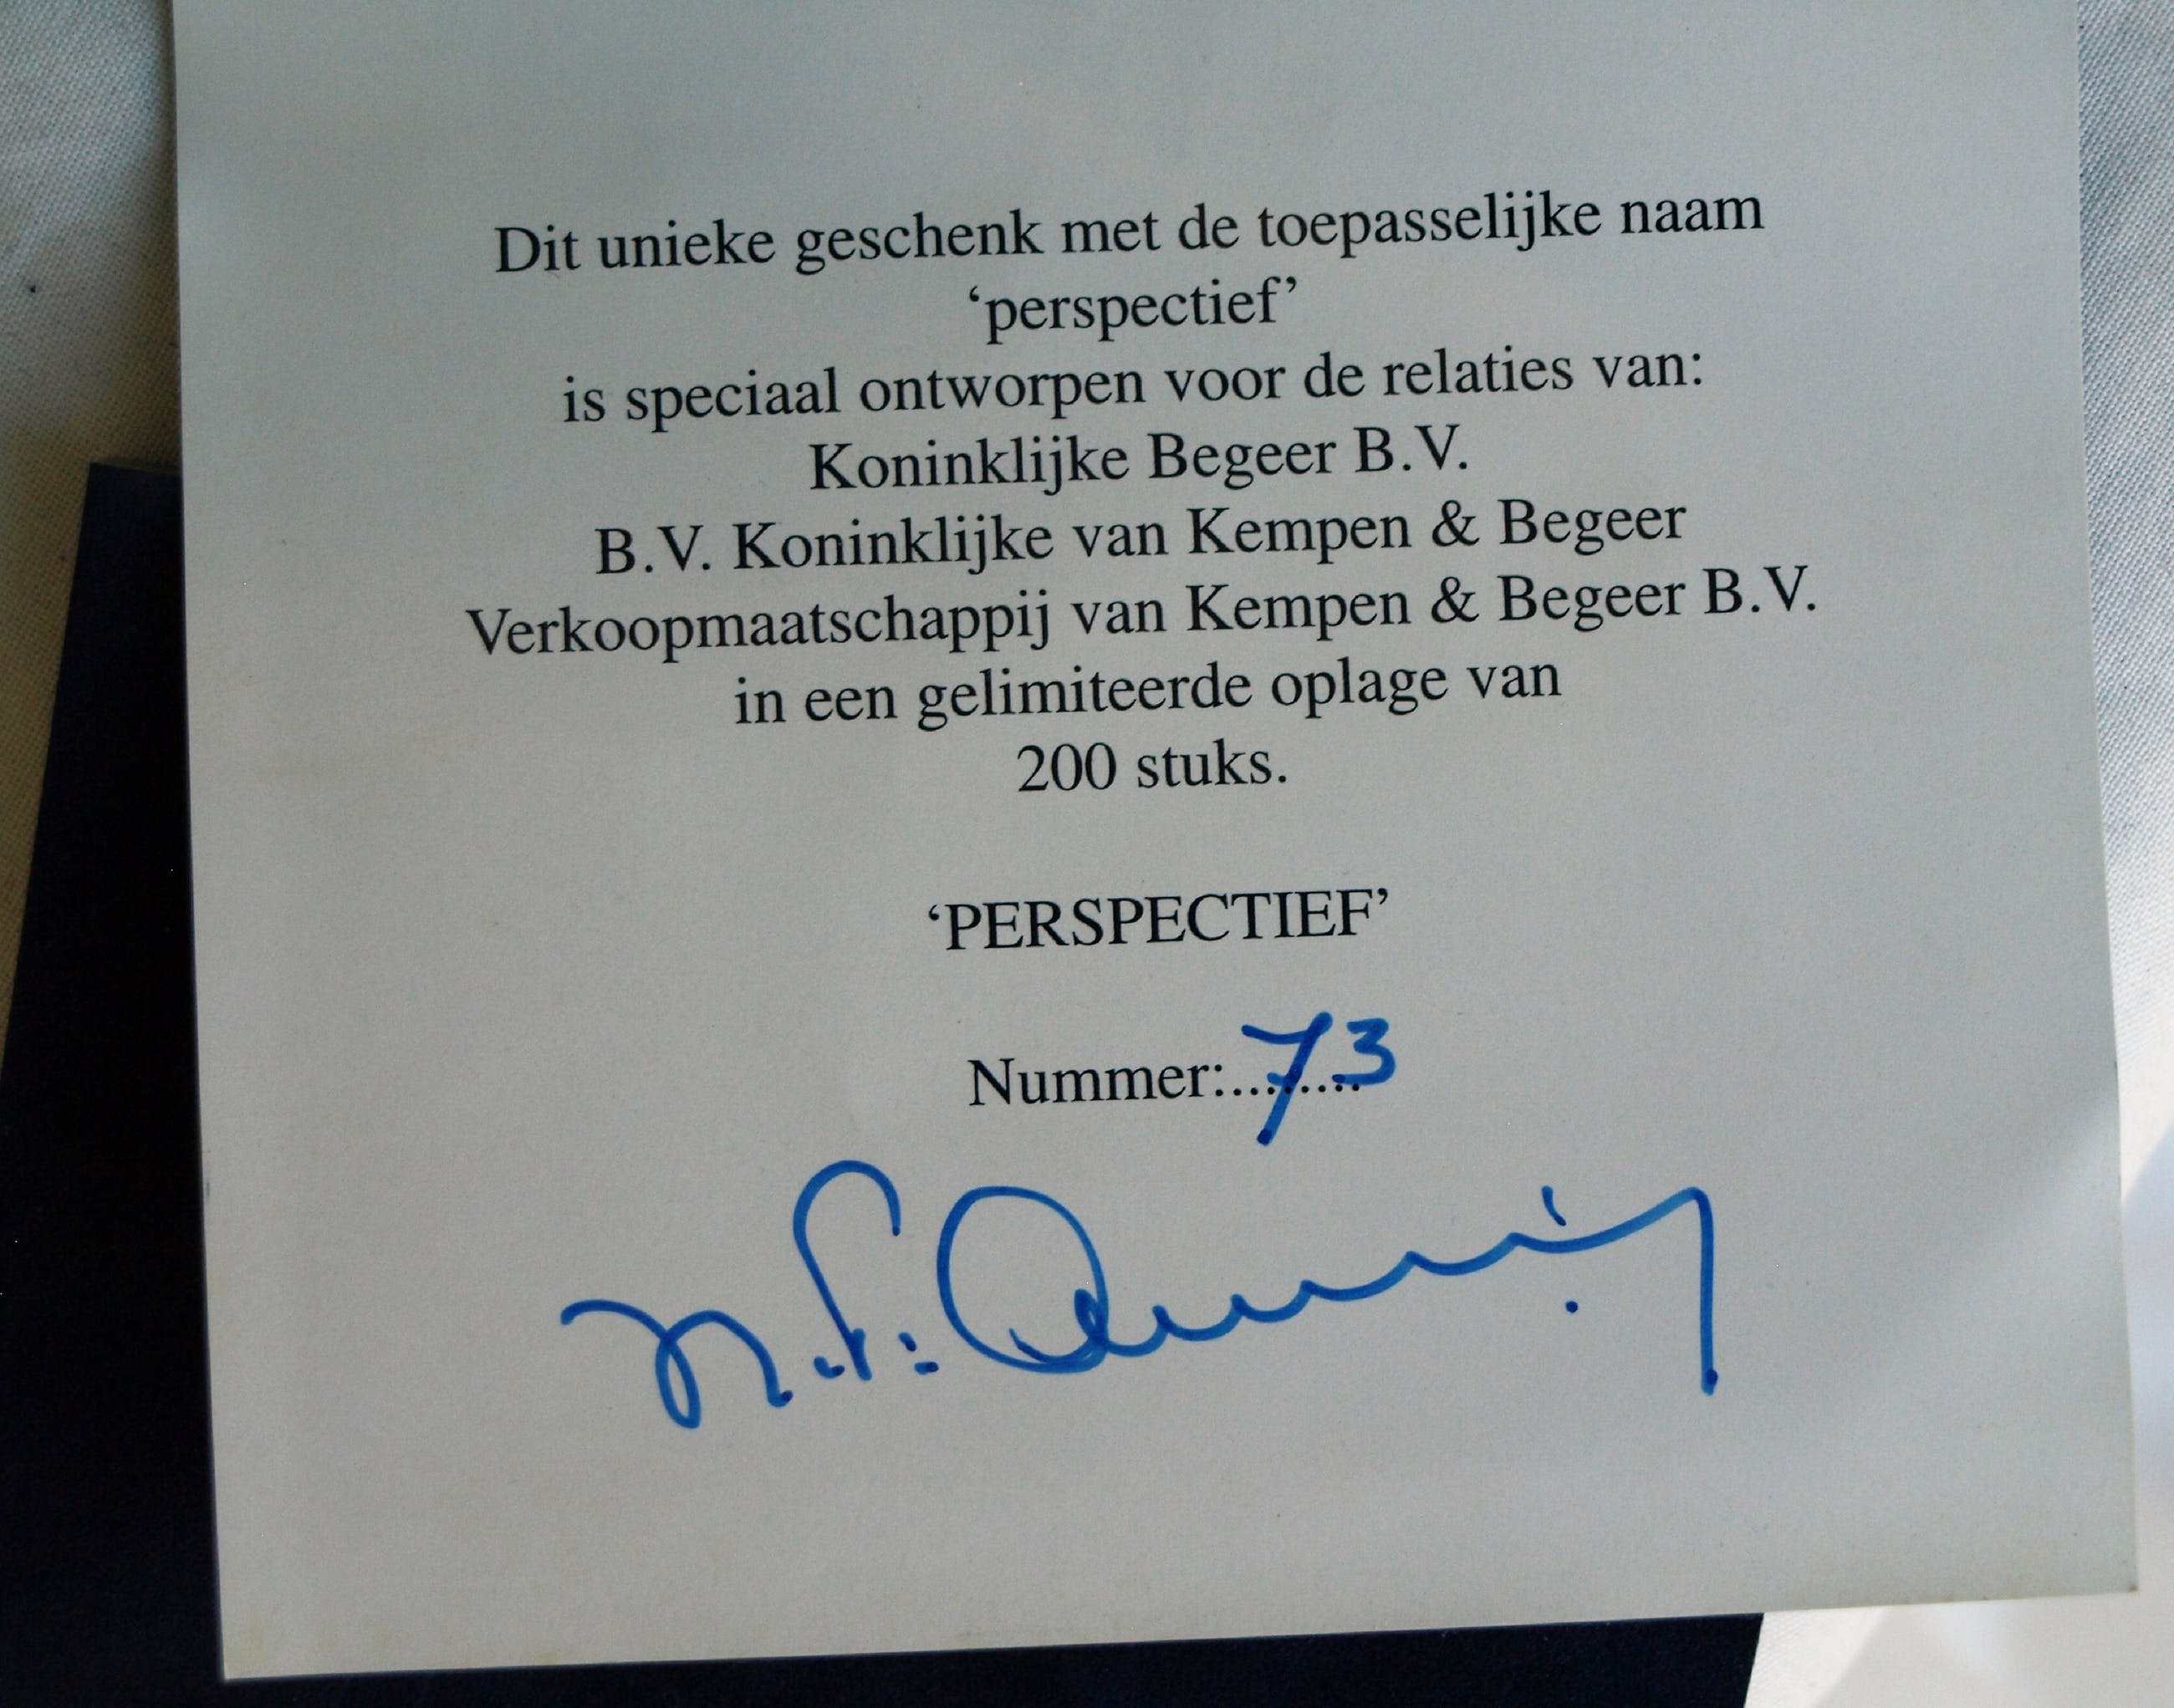 Dit unieke geschenk met de toepasselijke naam
‘perspectief’
is speciaal ontworpen voor de relaties van:
Koninklijke Begeer B.V.
B.V. Koninklijke van Kempen & Begeer
Verkoopmaatschappij van Kempen & Begeer B.V.
in een gelimiteerde oplage van
200 stuks.
‘PERSPECTIEF’
Nummer:........73